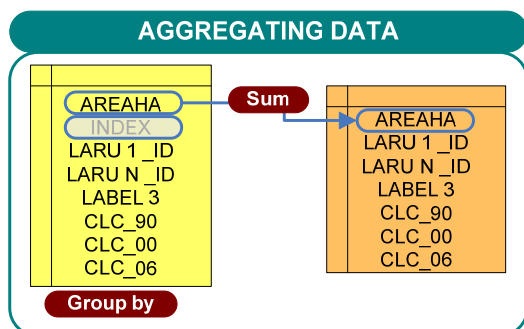 AGGREGATING DATA
AREAHA
INDEX
LARU 1 _ID
LARU N _ID
LABEL 3
CLC_90
CLC_00
CLC_06
Group by
Sum
AREAHA
LARU 1 _ID
LARU N _ID
LABEL 3
CLC_90
CLC_00
CLC_06